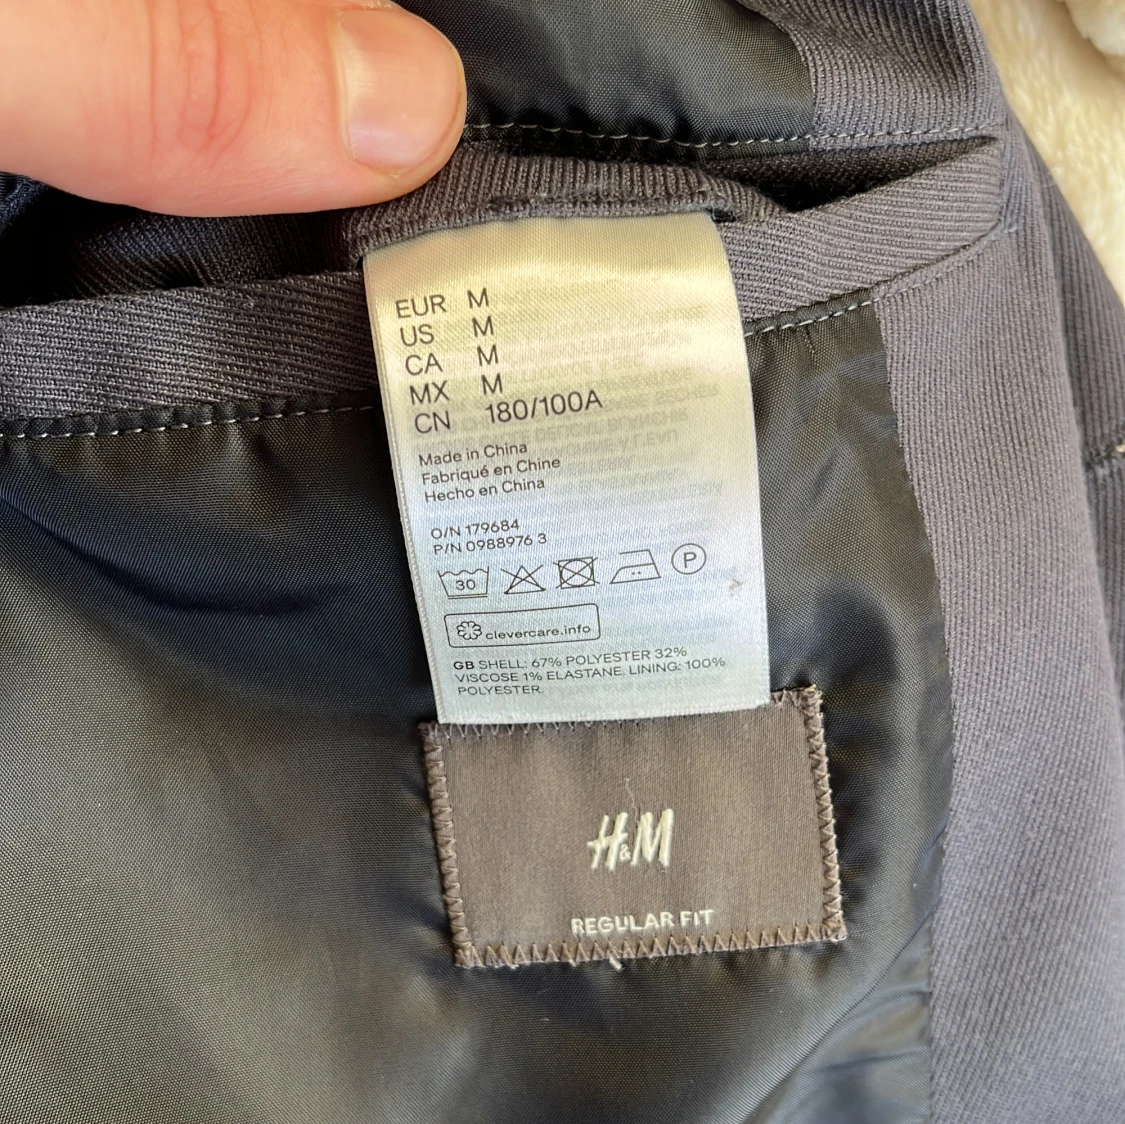 EUR M
US M
CA M
MX M
CN 180/100A
Made in China
Fabriqué en Chine
Hecho en China
O/N 179684
P/N 0988976 3
30
P
clevercare.info
GB SHELL: 67% POLYESTER 32%
VISCOSE 1% ELASTANE. LINING: 100%
POLYESTER.
H&M
REGULAR FIT